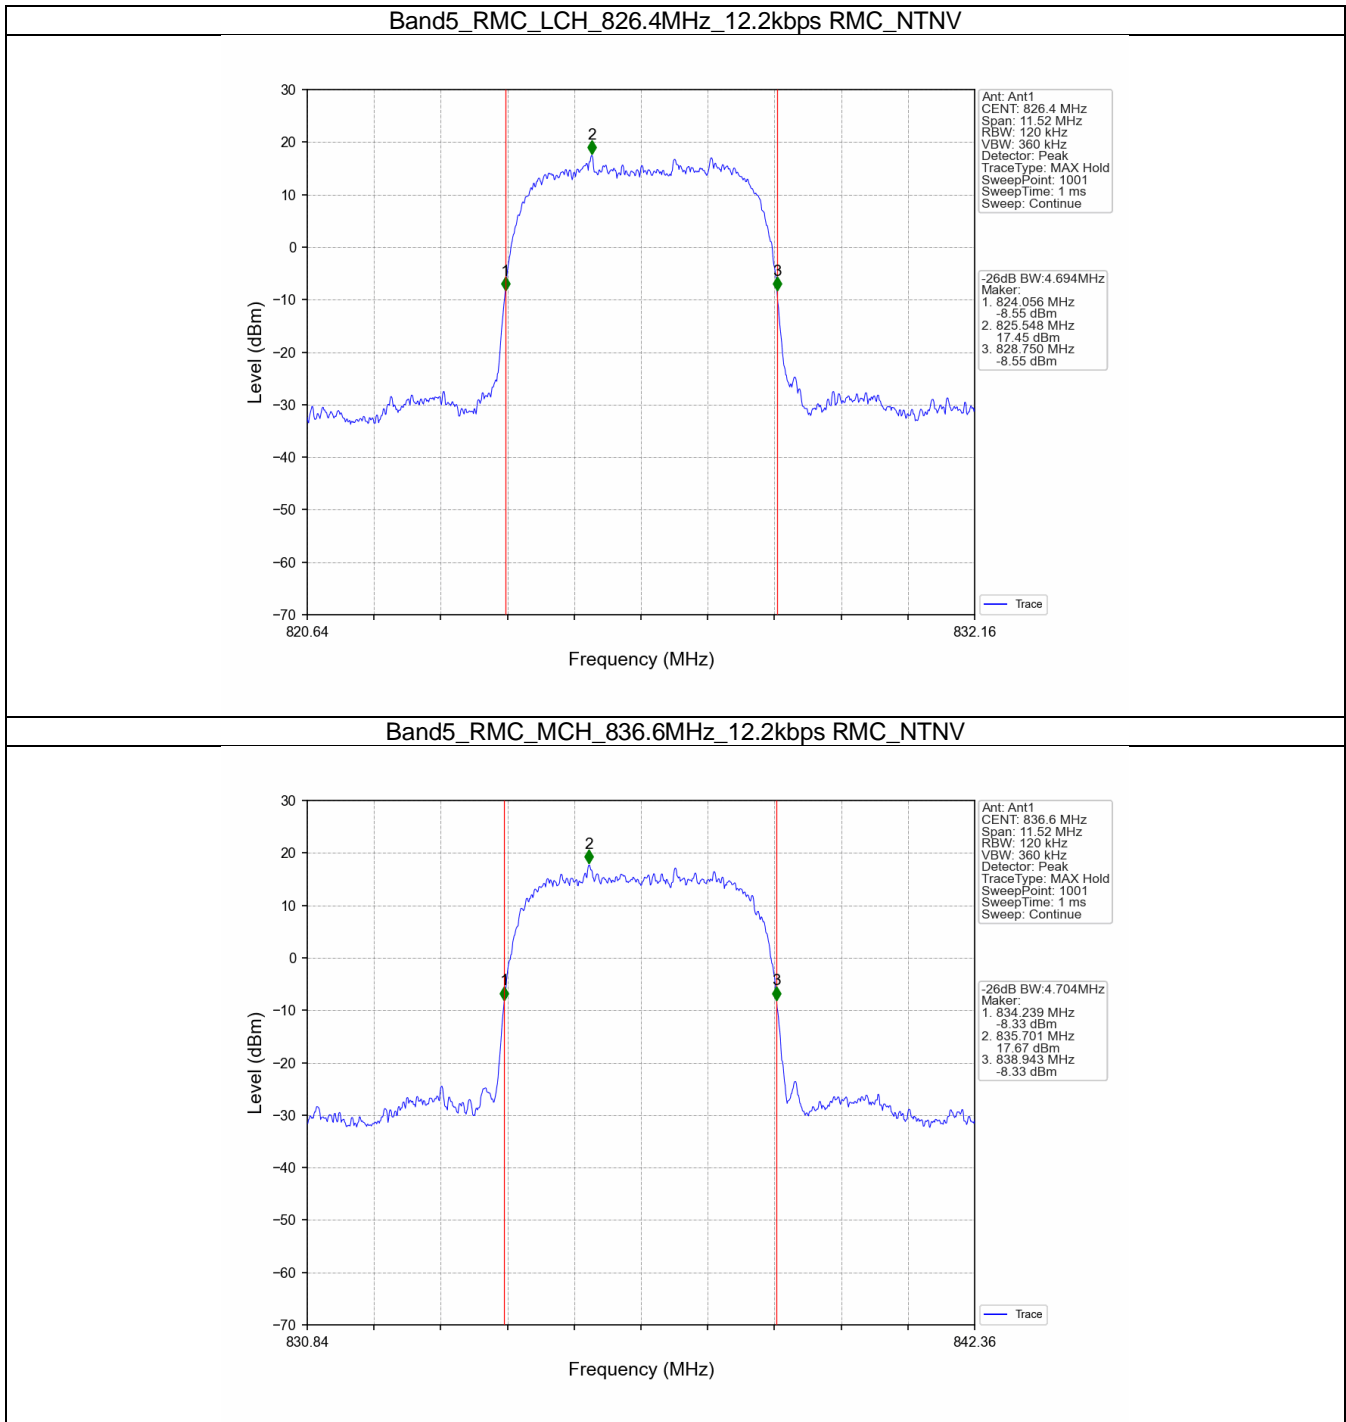 Band5_RMC_LCH_826.4MHz_12.2kbps RMC_NTNV
30
20
10
0
−10
−20
−30
−40
−50
−60
−70
Level (dBm)
1
2
3
820.64
832.16
Frequency (MHz)
Ant: Ant1
CENT: 826.4 MHz
Span: 11.52 MHz
RBW: 120 kHz
VBW: 360 kHz
Detector: Peak
TraceType: MAX Hold
SweepPoint: 1001
SweepTime: 1 ms
Sweep: Continue
-26dB BW:4.694MHz
Maker:
1. 824.056 MHz
-8.55 dBm
2. 825.548 MHz
17.45 dBm
3. 828.750 MHz
-8.55 dBm
Trace
Band5_RMC_MCH_836.6MHz_12.2kbps RMC_NTNV
30
20
10
0
−10
−20
−30
−40
−50
−60
−70
Level (dBm)
1
2
3
830.84
842.36
Frequency (MHz)
Ant: Ant1
CENT: 836.6 MHz
Span: 11.52 MHz
RBW: 120 kHz
VBW: 360 kHz
Detector: Peak
TraceType: MAX Hold
SweepPoint: 1001
SweepTime: 1 ms
Sweep: Continue
-26dB BW:4.704MHz
Maker:
1. 834.239 MHz
-8.33 dBm
2. 835.701 MHz
17.67 dBm
3. 838.943 MHz
-8.33 dBm
Trace